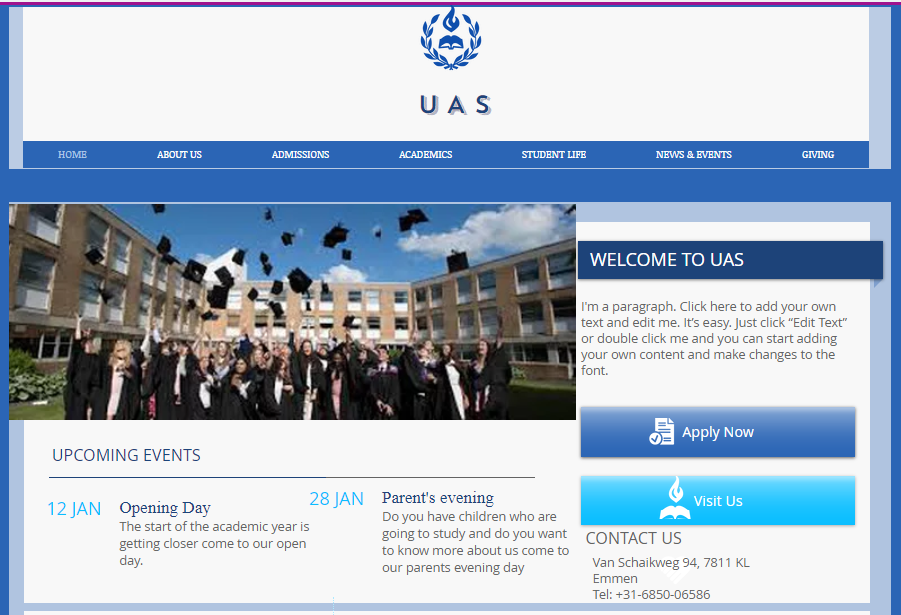 UAS
HOME ABOUT US ADMISSIONS ACADEMICS STUDENT LIFE NEWS & EVENTS GIVING
WELCOME TO UAS
I'm a paragraph. Click here to add your own
text and edit me. It's easy. Just click “Edit Text”
or double click me and you can start adding
your own content and make changes to the
font.
Apply Now
Visit Us
CONTACT US
Van Schaikweg 94, 7811 KL
Emmen
Tel: +31-6850-06586
UPCOMING EVENTS
12 JAN
Opening Day
The start of the academic year is
getting closer come to our open
day.
28 JAN
Parent's evening
Do you have children who are
going to study and do you want
to know more about us come to
our parents evening day